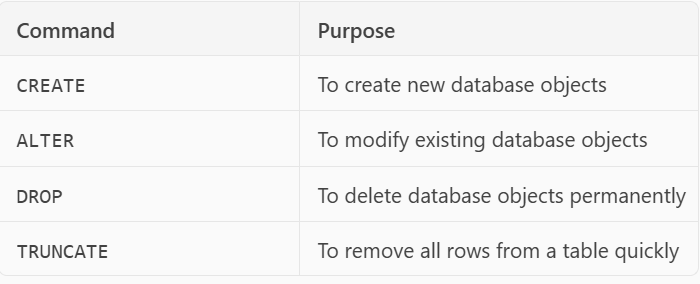 Command Purpose
CREATE To create new database objects
ALTER To modify existing database objects
DROP To delete database objects permanently
TRUNCATE To remove all rows from a table quickly